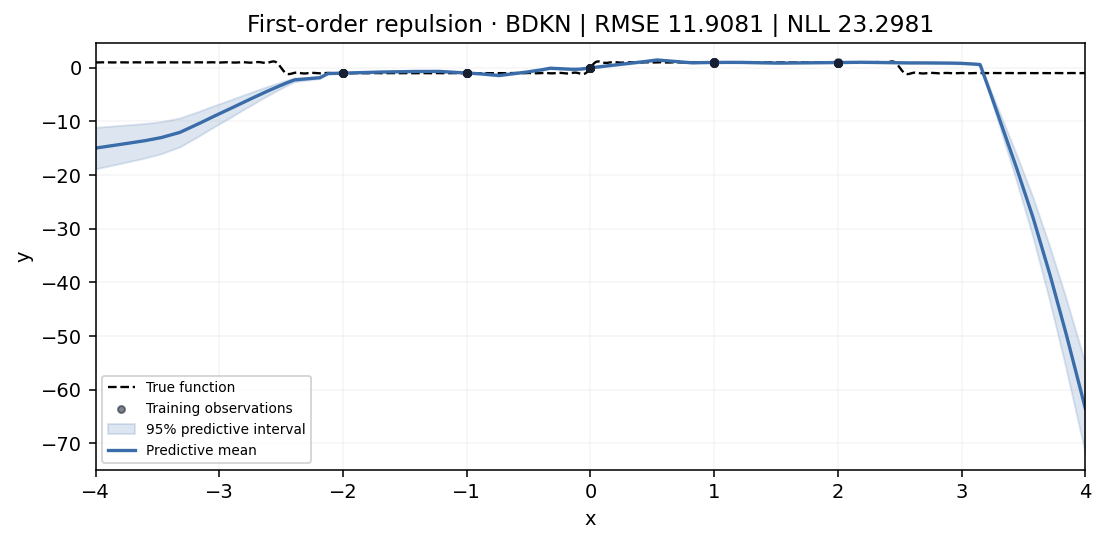 First-order repulsion · BDKN | RMSE 11.9081 | NLL 23.2981
0
−10
−20
−30
−40
−50
−60
−70
y
True function
Training observations
95% predictive interval
Predictive mean
−4 −3 −2 −1 0 1 2 3 4
x